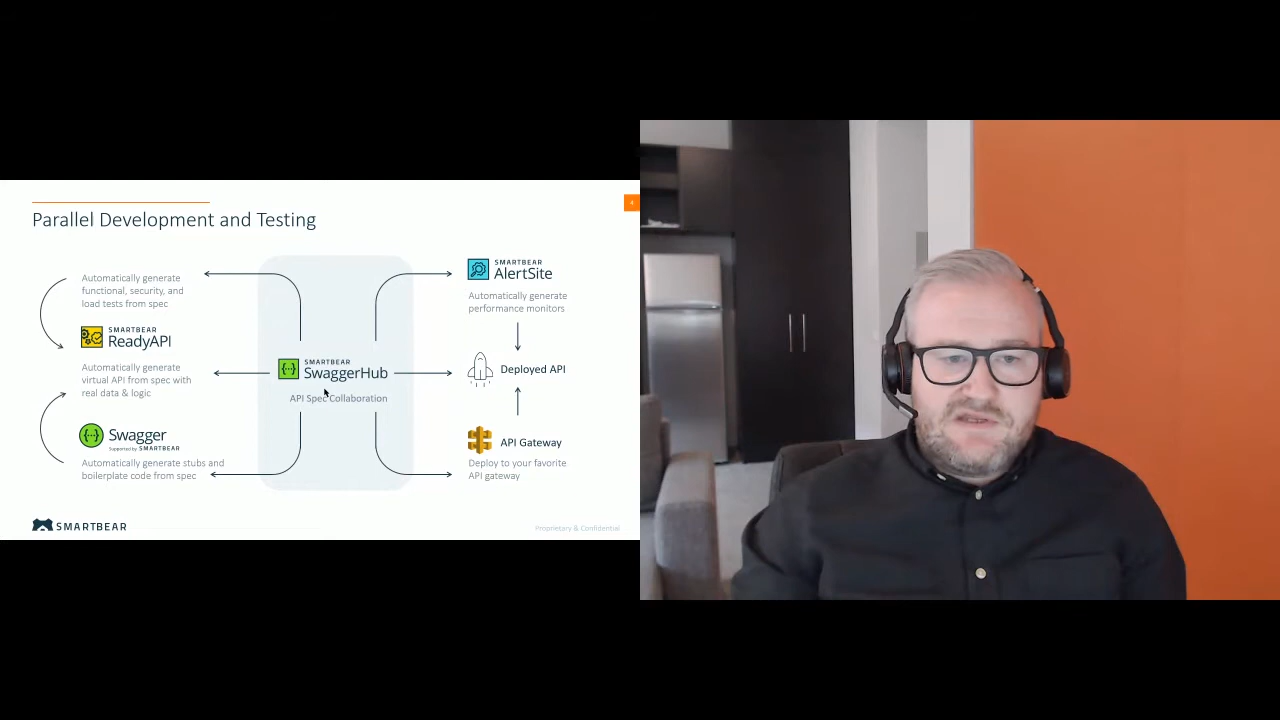 Parallel Development and Testing
4
Automatically generate
functional, security, and
load tests from spec
SMARTBEAR
ReadyAPI
Automatically generate
virtual API from spec with
real data & logic
Swagger
Supported by SMARTBEAR
Automatically generate stubs and
boilerplate code from spec
SMARTBEAR
SwaggerHub
API Spec Collaboration
SMARTBEAR
AlertSite
Automatically generate
performance monitors
Deployed API
API Gateway
Deploy to your favorite
API gateway
SMARTBEAR
Proprietary & Confidential